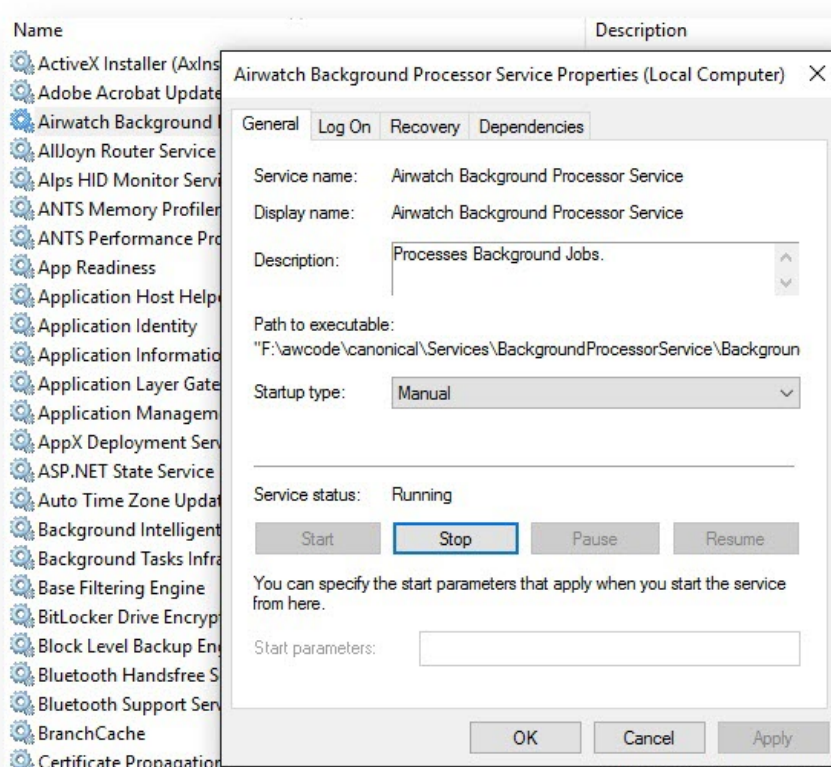 Name
Description
ActiveX Installer (AxIns
Adobe Acrobat Update
Airwatch Background
AllJoyn Router Service
Alps HID Monitor Servi
ANTS Memory Profiler
ANTS Performance Pro
App Readiness
Application Host Helpe
Application Identity
Application Informatio
Application Layer Gate
Application Managem
AppX Deployment Serv
ASP.NET State Service
Auto Time Zone Updat
Background Intelligent
Background Tasks Infra
Base Filtering Engine
BitLocker Drive Encrypt
Block Level Backup Eng
Bluetooth Handsfree S
Bluetooth Support Serv
BranchCache
Certificate Propagation
Airwatch Background Processor Service Properties (Local Computer)
General Log On Recovery Dependencies
Service name: Airwatch Background Processor Service
Display name: Airwatch Background Processor Service
Description: Processes Background Jobs.
Path to executable:
"F:\awcode\canonical\Services\BackgroundProcessorService\Backgroun
Startup type: Manual
Service status: Running
Start Stop Pause Resume
You can specify the start parameters that apply when you start the service
from here.
Start parameters:
OK Cancel Apply